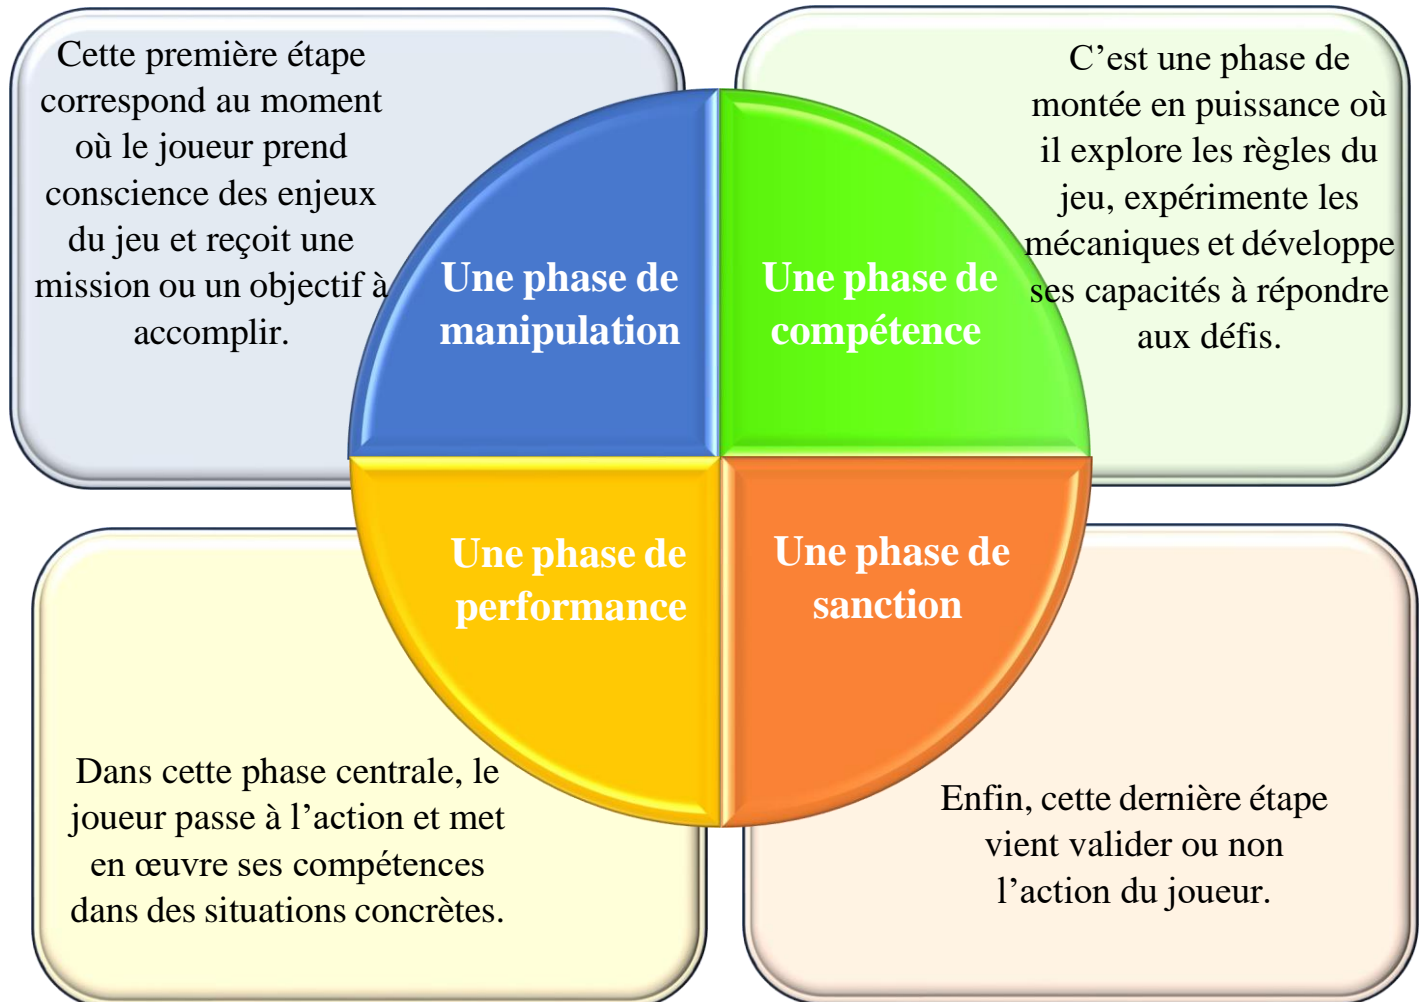 Cette première étape
correspond au moment
où le joueur prend
conscience des enjeux
du jeu et reçoit une
mission ou un objectif à
accomplir.
Une phase de
manipulation
C’est une phase de
montée en puissance où
il explore les règles du
jeu, expérimente les
mécaniques et développe
ses capacités à répondre
aux défis.
Une phase de
compétence
Une phase de
performance
Dans cette phase centrale, le
joueur passe à l’action et met
en œuvre ses compétences
dans des situations concrètes.
Une phase de
sanction
Enfin, cette dernière étape
vient valider ou non
l’action du joueur.